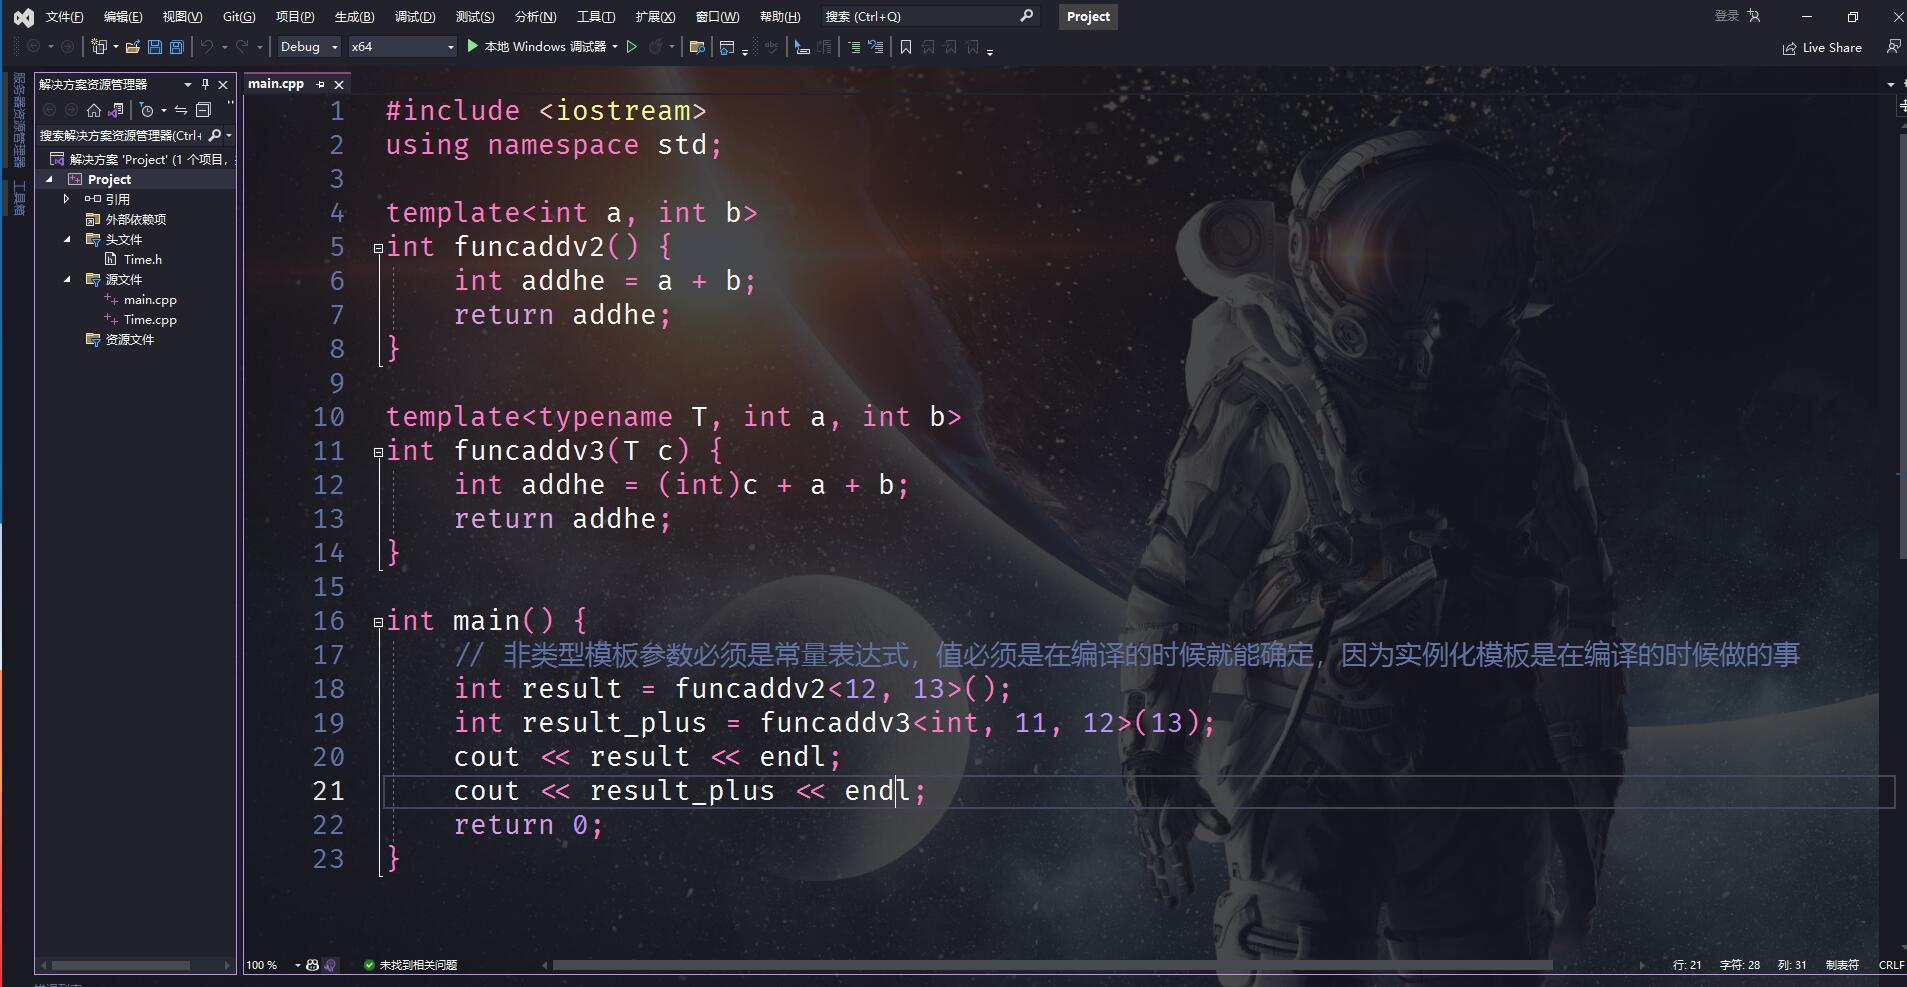 文件(F) 编辑(E) 视图(V) Git(G) 项目(P) 生成(B) 调试(D) 测试(S) 分析(N) 工具(T) 扩展(X) 窗口(W) 帮助(H) 搜索 (Ctrl+Q) Project 登录
Debug x64 本地 Windows 调试器 Live Share
服务器资源管理器
工具箱
解决方案资源管理器
搜索解决方案资源管理器(Ctrl+
解决方案 'Project' (1 个项目,
Project
引用
外部依赖项
头文件
Time.h
源文件
main.cpp
Time.cpp
资源文件
main.cpp
1 #include <iostream>
2 using namespace std;
3
4 template<int a, int b>
5 int funcaddv2() {
6 int addhe = a + b;
7 return addhe;
8 }
9
10 template<typename T, int a, int b>
11 int funcaddv3(T c) {
12 int addhe = (int)c + a + b;
13 return addhe;
14 }
15
16 int main() {
17 // 非类型模板参数必须是常量表达式，值必须是在编译的时候就能确定，因为实例化模板是在编译的时候做的事
18 int result = funcaddv2<12, 13>();
19 int result_plus = funcaddv3<int, 11, 12>(13);
20 cout << result << endl;
21 cout << result_plus << endl;
22 return 0;
23 }
100 % 未找到相关问题 行: 21 字符: 28 列: 31 制表符 CRLF